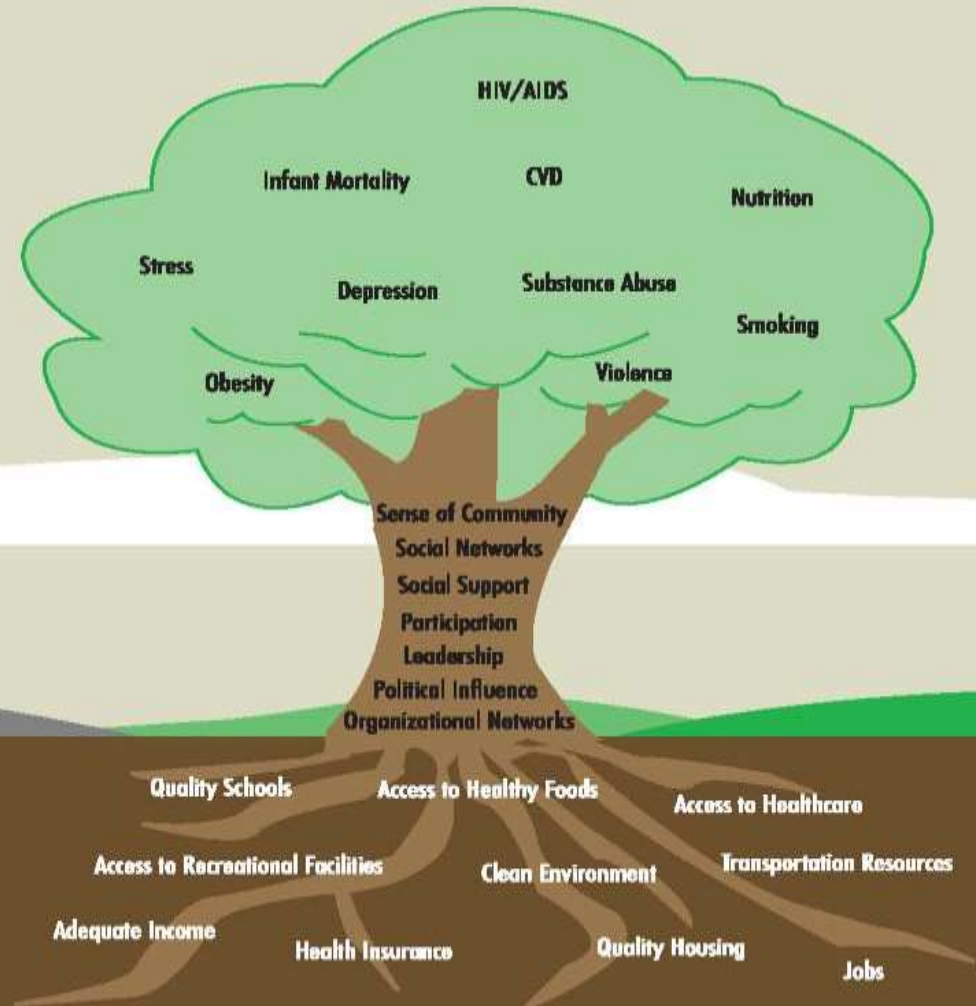 HIV/AIDS
Infant Mortality
CVD
Nutrition
Stress
Depression
Substance Abuse
Smoking
Obesity
Violence
Sense of Community
Social Networks
Social Support
Participation
Leadership
Political Influence
Organizational Networks
Quality Schools
Access to Healthy Foods
Access to Healthcare
Access to Recreational Facilities
Clean Environment
Transportation Resources
Adequate Income
Health Insurance
Quality Housing
Jobs